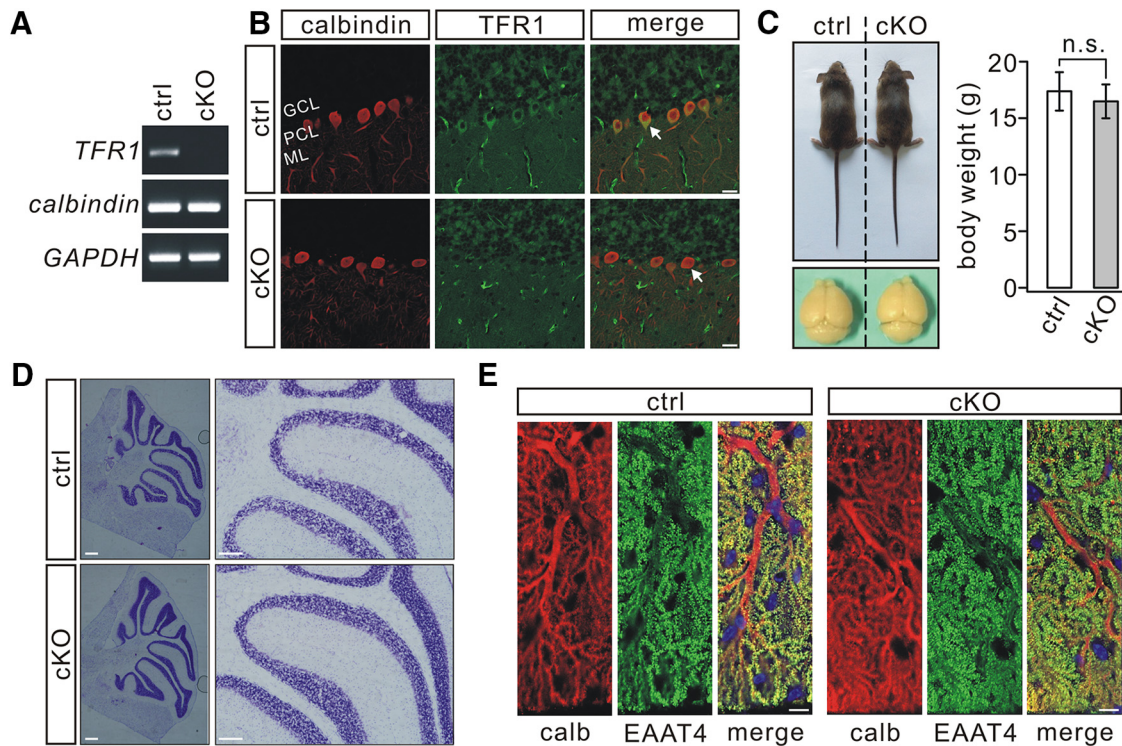 A
ctrl
cKO
TFR1
calbindin
GAPDH
B
calbindin
TFR1
merge
ctrl
GCL
PCL
ML
cKO
C
ctrl
cKO
n.s.
body weight (g)
20
15
10
5
0
ctrl
cKO
D
ctrl
cKO
E
ctrl
cKO
calb
EAAT4
merge
calb
EAAT4
merge